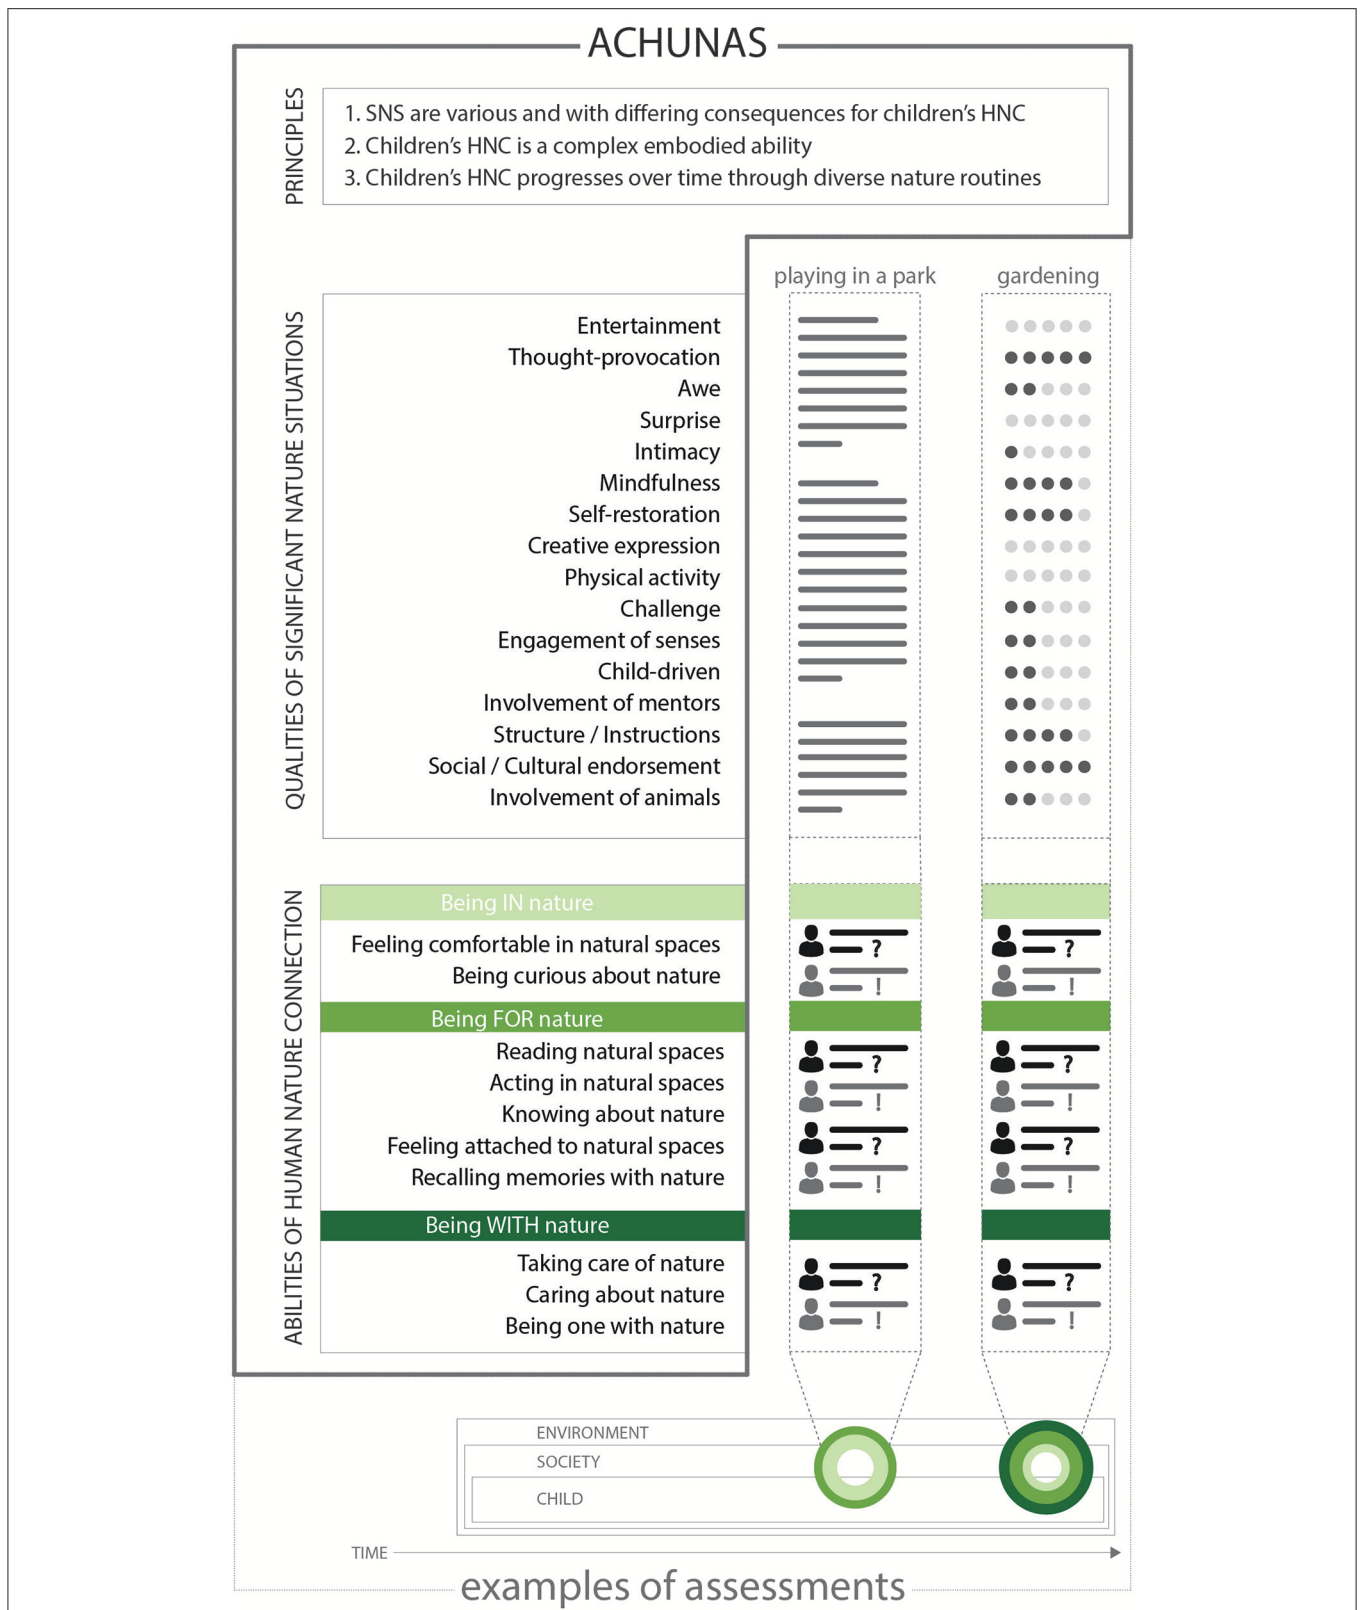 ACHUNAS
PRINCIPLES
1. SNS are various and with differing consequences for children's HNC
2. Children's HNC is a complex embodied ability
3. Children's HNC progresses over time through diverse nature routines
playing in a park
gardening
QUALITIES OF SIGNIFICANT NATURE SITUATIONS
Entertainment
Thought-provocation
Awe
Surprise
Intimacy
Mindfulness
Self-restoration
Creative expression
Physical activity
Challenge
Engagement of senses
Child-driven
Involvement of mentors
Structure / Instructions
Social / Cultural endorsement
Involvement of animals
ABILITIES OF HUMAN NATURE CONNECTION
Being IN nature
Feeling comfortable in natural spaces
? ?
Being curious about nature
! !
Being FOR nature
Reading natural spaces
? ?
Acting in natural spaces
! !
Knowing about nature
Feeling attached to natural spaces
? ?
Recalling memories with nature
! !
Being WITH nature
Taking care of nature
? ?
Caring about nature
! !
Being one with nature
ENVIRONMENT
SOCIETY
CHILD
TIME
examples of assessments